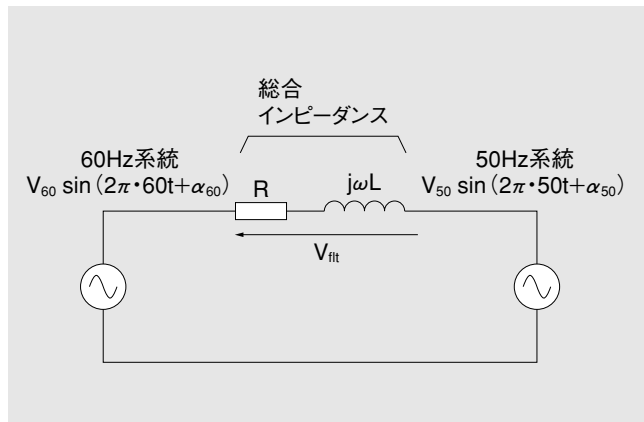 総合
インピーダンス
60Hz系統
V60 sin (2π・60t+α60)
R
jωL
50Hz系統
V50 sin (2π・50t+α50)
Vflt